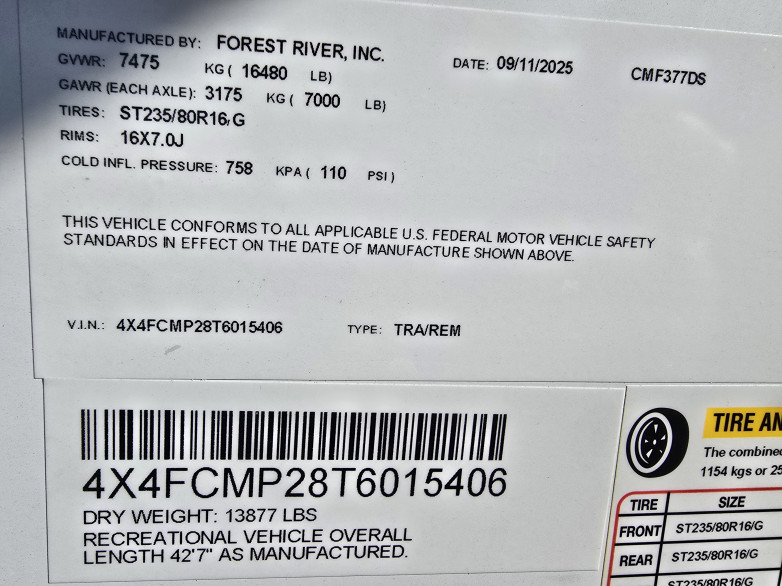 MANUFACTURED BY: FOREST RIVER, INC. DATE: 09/11/2025 CMF377DS
GVWR: 7475 KG ( 16480 LB)
GAWR (EACH AXLE): 3175 KG ( 7000 LB)
TIRES: ST235/80R16/G
RIMS: 16X7.0J
COLD INFL. PRESSURE: 758 KPA ( 110 PSI )
THIS VEHICLE CONFORMS TO ALL APPLICABLE U.S. FEDERAL MOTOR VEHICLE SAFETY
STANDARDS IN EFFECT ON THE DATE OF MANUFACTURE SHOWN ABOVE.
V.I.N.: 4X4FCMP28T6015406 TYPE: TRA/REM
4X4FCMP28T6015406
DRY WEIGHT: 13877 LBS
RECREATIONAL VEHICLE OVERALL
LENGTH 42'7" AS MANUFACTURED.
TIRE AN
The combined
1154 kgs or 25
TIRE SIZE
FRONT ST235/80R16/G
REAR ST235/80R16/G
ST235/80R16/G